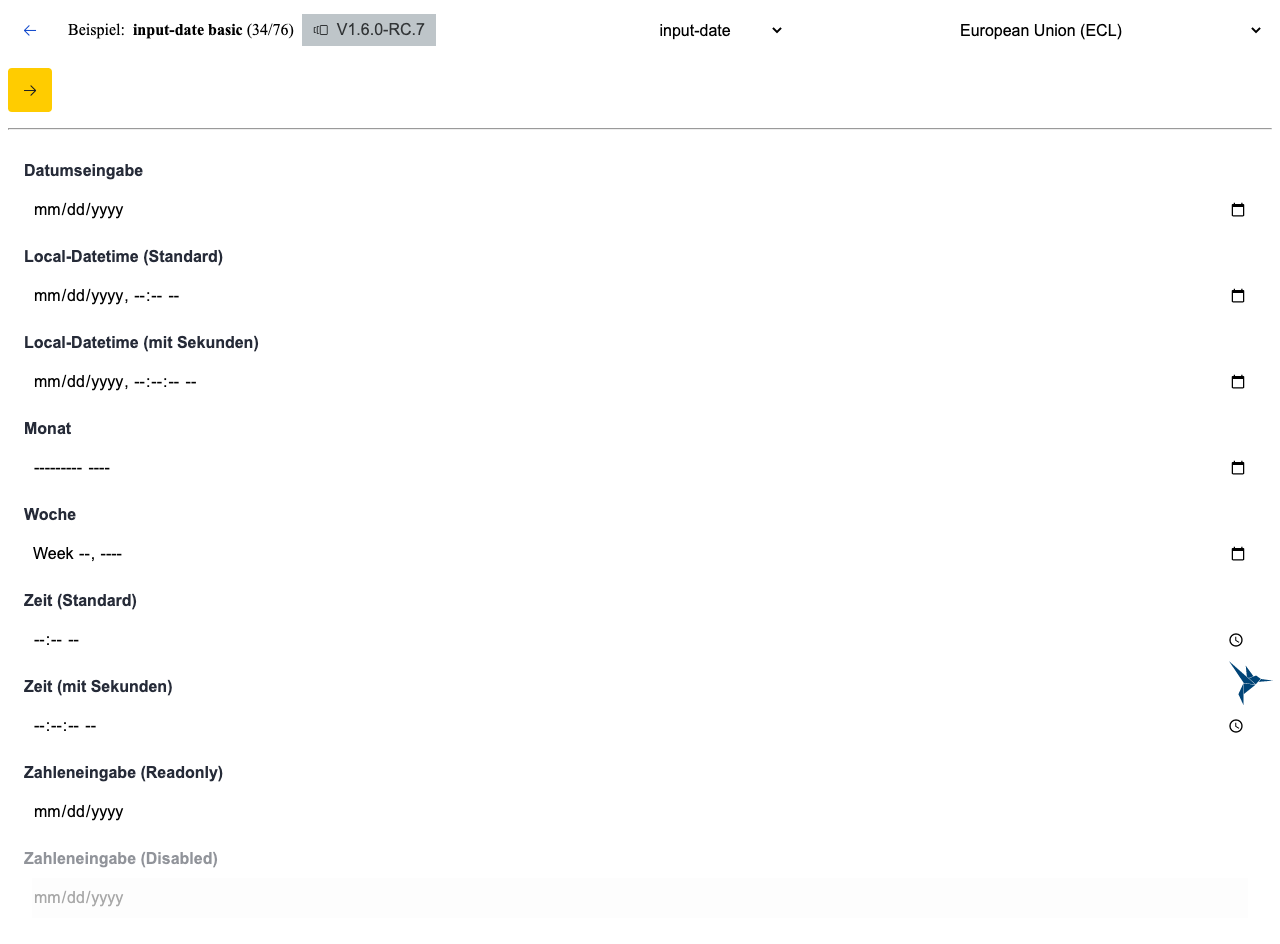 Beispiel: input-date basic (34/76) V1.6.0-RC.7 input-date European Union (ECL)
Datumseingabe
mm/dd/yyyy
Local-Datetime (Standard)
mm/dd/yyyy, --:-- --
Local-Datetime (mit Sekunden)
mm/dd/yyyy, --:--:-- --
Monat
--------- ----
Woche
Week --, ----
Zeit (Standard)
--:-- --
Zeit (mit Sekunden)
--:--:-- --
Zahleneingabe (Readonly)
mm/dd/yyyy
Zahleneingabe (Disabled)
mm/dd/yyyy